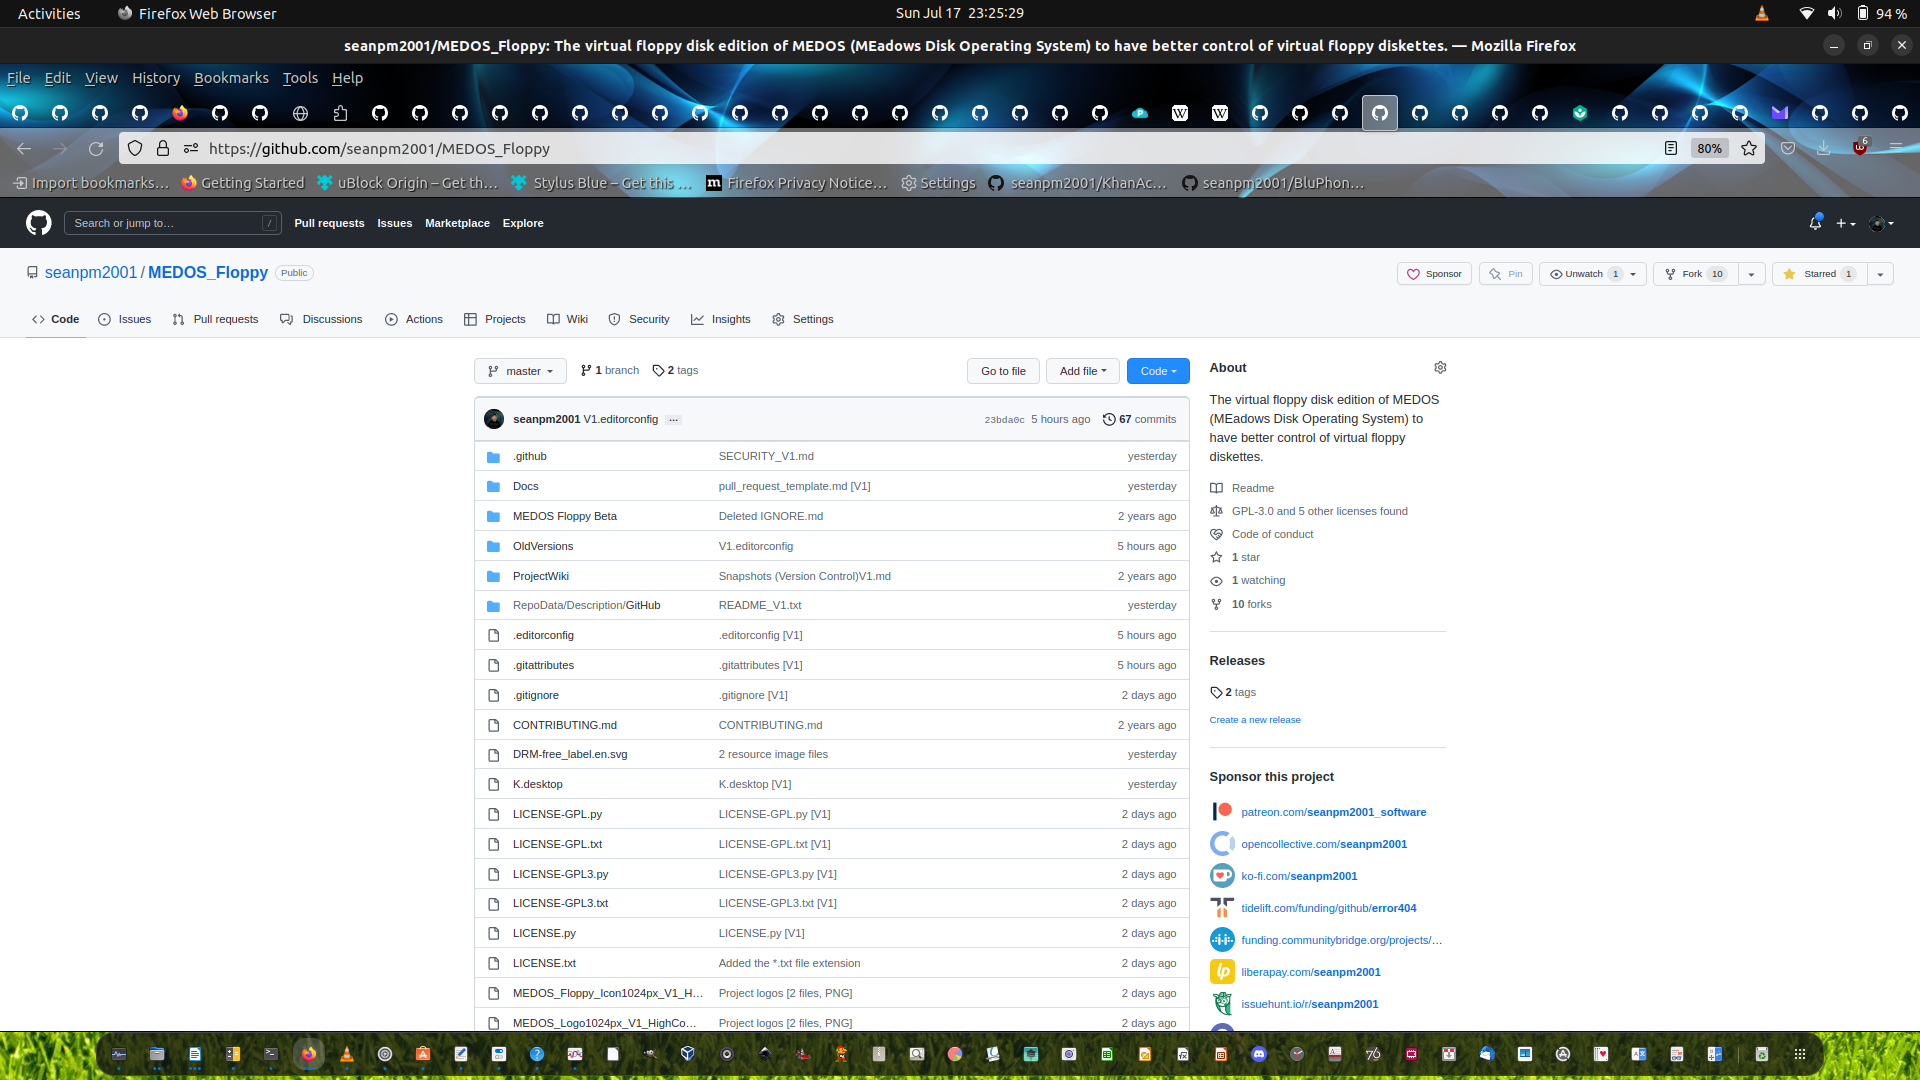 Activities
Firefox Web Browser
Sun Jul 17 23:25:29
94 %
seanpm2001/MEDOS_Floppy: The virtual floppy disk edition of MEDOS (MEadows Disk Operating System) to have better control of virtual floppy diskettes. — Mozilla Firefox
File Edit View History Bookmarks Tools Help
https://github.com/seanpm2001/MEDOS_Floppy
80%
6
Import bookmarks… Getting Started uBlock Origin – Get th… Stylus Blue – Get this … Firefox Privacy Notice… Settings seanpm2001/KhanAc… seanpm2001/BluPhon…
Search or jump to… /
Pull requests Issues Marketplace Explore
seanpm2001 / MEDOS_Floppy Public
Sponsor Pin Unwatch 1 Fork 10 Starred 1
Code Issues Pull requests Discussions Actions Projects Wiki Security Insights Settings
master 1 branch 2 tags Go to file Add file Code
seanpm2001 V1.editorconfig … 23bda0c 5 hours ago 67 commits
.github SECURITY_V1.md yesterday
Docs pull_request_template.md [V1] yesterday
MEDOS Floppy Beta Deleted IGNORE.md 2 years ago
OldVersions V1.editorconfig 5 hours ago
ProjectWiki Snapshots (Version Control)V1.md 2 years ago
RepoData/Description/GitHub README_V1.txt yesterday
.editorconfig .editorconfig [V1] 5 hours ago
.gitattributes .gitattributes [V1] 5 hours ago
.gitignore .gitignore [V1] 2 days ago
CONTRIBUTING.md CONTRIBUTING.md 2 years ago
DRM-free_label.en.svg 2 resource image files yesterday
K.desktop K.desktop [V1] yesterday
LICENSE-GPL.py LICENSE-GPL.py [V1] 2 days ago
LICENSE-GPL.txt LICENSE-GPL.txt [V1] 2 days ago
LICENSE-GPL3.py LICENSE-GPL3.py [V1] 2 days ago
LICENSE-GPL3.txt LICENSE-GPL3.txt [V1] 2 days ago
LICENSE.py LICENSE.py [V1] 2 days ago
LICENSE.txt Added the *.txt file extension 2 days ago
MEDOS_Floppy_Icon1024px_V1_H… Project logos [2 files, PNG] 2 days ago
MEDOS_Logo1024px_V1_HighCo… Project logos [2 files, PNG] 2 days ago
About
The virtual floppy disk edition of MEDOS
(MEadows Disk Operating System) to
have better control of virtual floppy
diskettes.
Readme
GPL-3.0 and 5 other licenses found
Code of conduct
1 star
1 watching
10 forks
Releases
2 tags
Create a new release
Sponsor this project
patreon.com/seanpm2001_software
opencollective.com/seanpm2001
ko-fi.com/seanpm2001
tidelift.com/funding/github/error404
funding.communitybridge.org/projects/…
liberapay.com/seanpm2001
issuehunt.io/r/seanpm2001